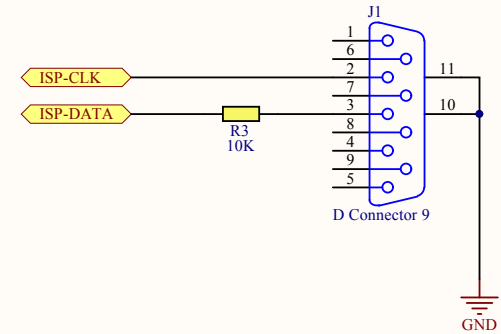 J1
1
6
ISP-CLK 2 11
7
ISP-DATA 3 10
R3 8
10K 4
9
5
D Connector 9
GND